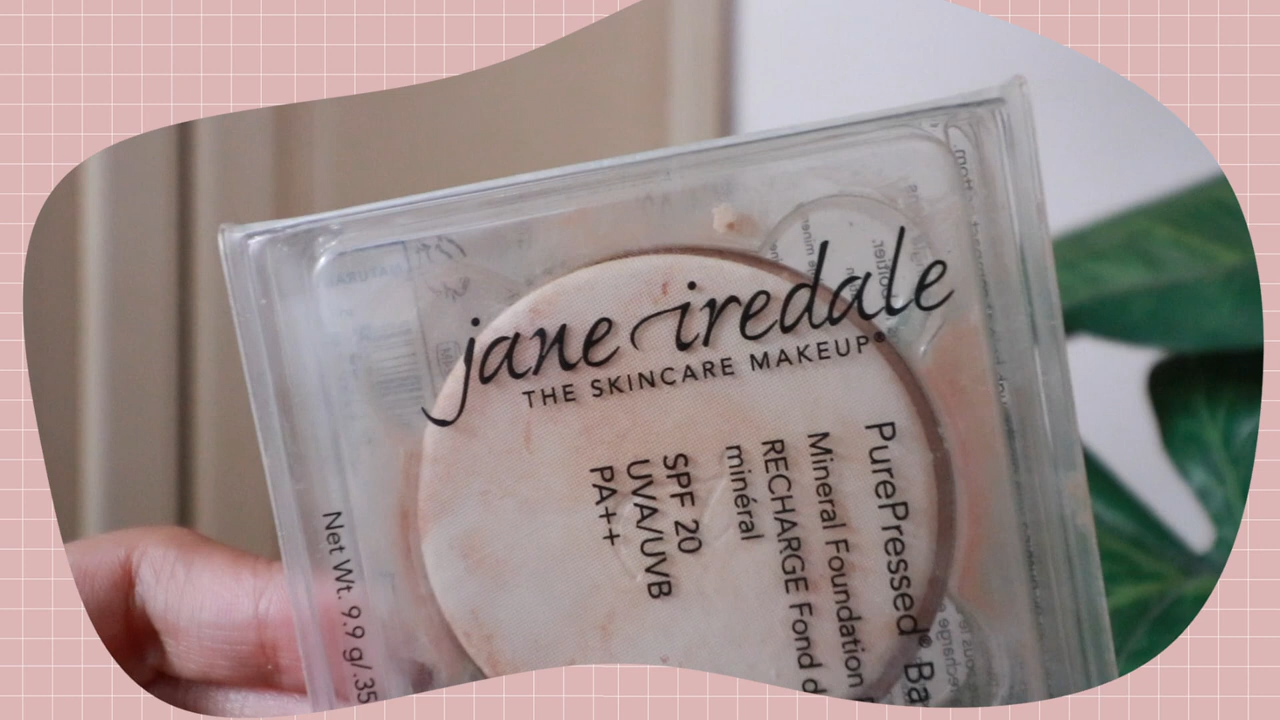 jane iredale
THE SKINCARE MAKEUP®
PurePressed® Ba
Mineral Foundation
RECHARGE Fond d
minéral
SPF 20
UVA/UVB
PA++
Net Wt. 9.9 g/.35